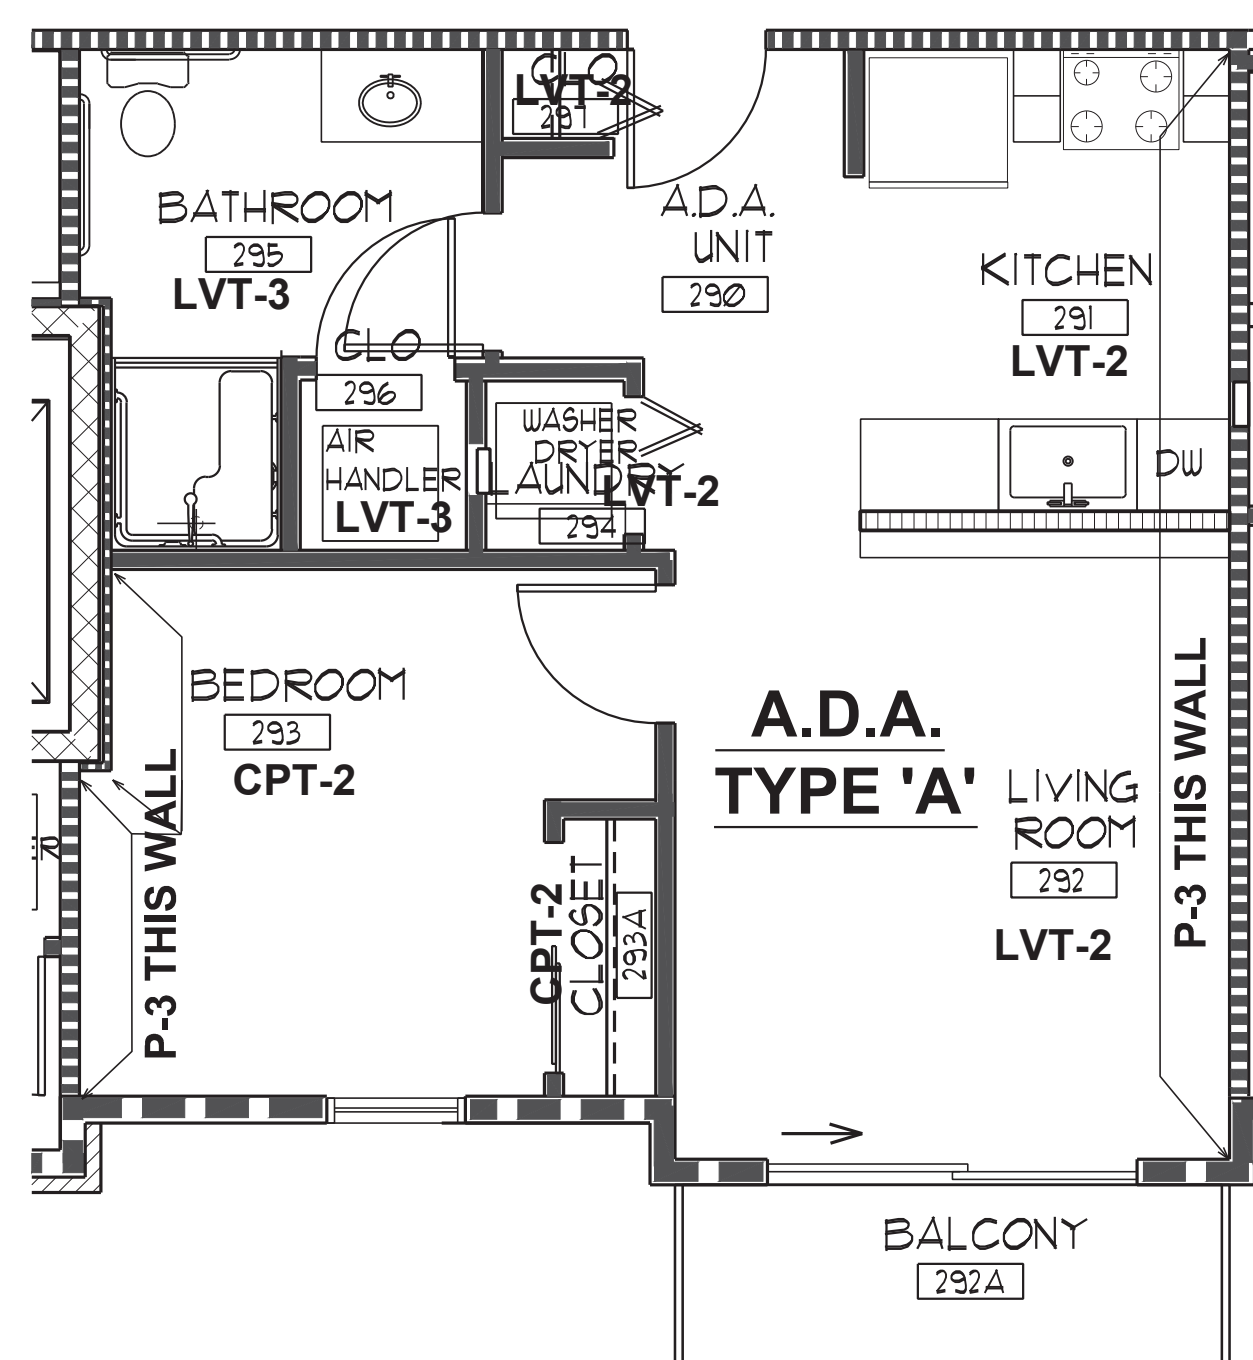 CLO
LVT-2
297
BATHROOM
295
LVT-3
A.D.A.
UNIT
290
KITCHEN
291
LVT-2
CLO
296
AIR
HANDLER
LVT-3
WASHER
DRYER
LAUNDRY
LVT-2
294
DW
BEDROOM
293
CPT-2
P-3 THIS WALL
A.D.A.
TYPE 'A'
LIVING
ROOM
292
LVT-2
P-3 THIS WALL
CPT-2
CLOSET
293A
BALCONY
292A